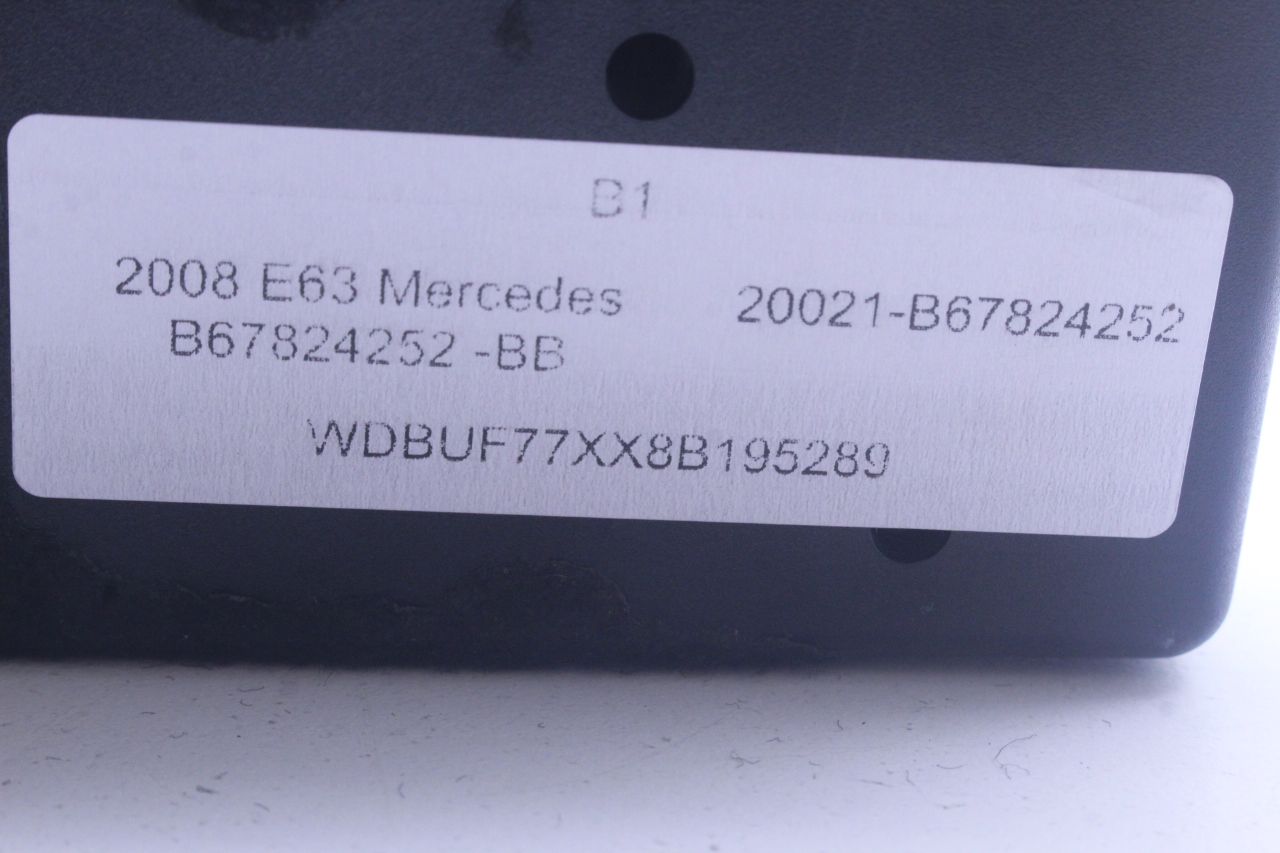 B1
2008 E63 Mercedes 20021-B67824252
B67824252 -BB
WDBUF77XX8B195289